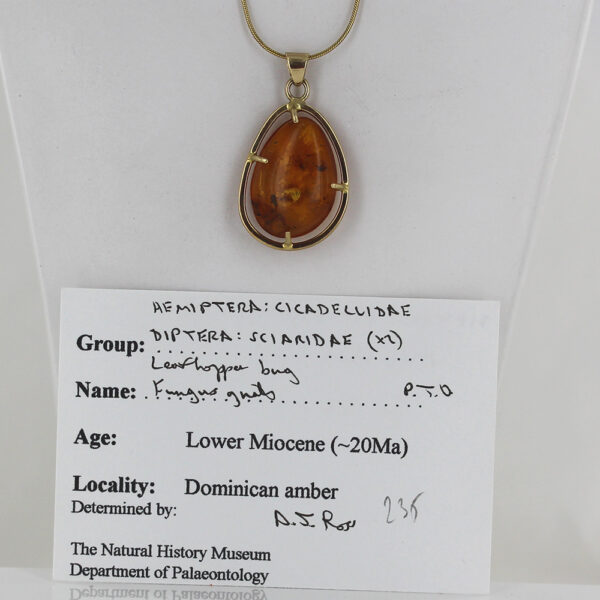 HEMIPTERA: CICADELLIDAE
Group: DIPTERA: SCIARIDAE (x2)
Leafhopper bug
Name: Fungus gnats P.T.O
Age: Lower Miocene (~20Ma)
Locality: Dominican amber
Determined by: A.J. Ross 235
The Natural History Museum
Department of Palaeontology